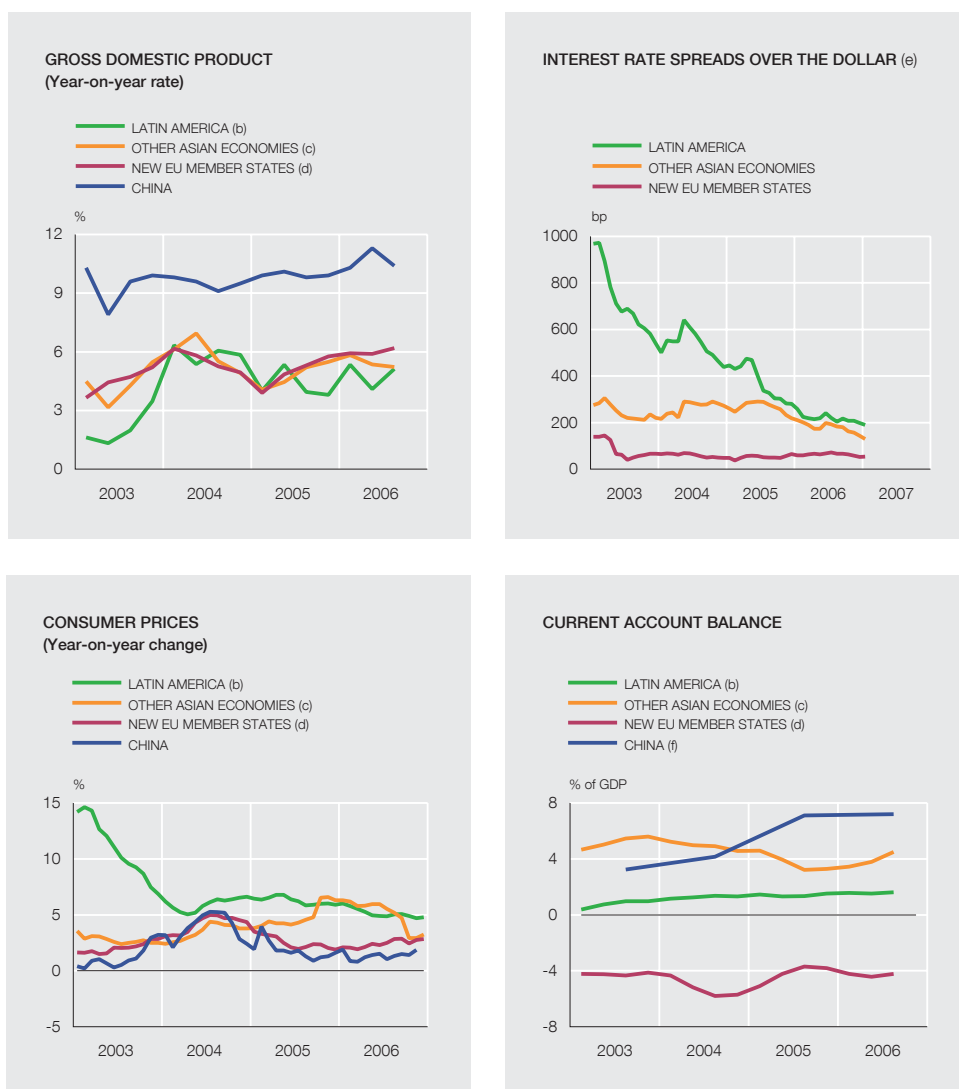 GROSS DOMESTIC PRODUCT
(Year-on-year rate)
LATIN AMERICA (b)
OTHER ASIAN ECONOMIES (c)
NEW EU MEMBER STATES (d)
CHINA
%
12
9
6
3
0
2003 2004 2005 2006
INTEREST RATE SPREADS OVER THE DOLLAR (e)
LATIN AMERICA
OTHER ASIAN ECONOMIES
NEW EU MEMBER STATES
bp
1000
800
600
400
200
0
2003 2004 2005 2006 2007
CONSUMER PRICES
(Year-on-year change)
LATIN AMERICA (b)
OTHER ASIAN ECONOMIES (c)
NEW EU MEMBER STATES (d)
CHINA
%
15
10
5
0
-5
2003 2004 2005 2006
CURRENT ACCOUNT BALANCE
LATIN AMERICA (b)
OTHER ASIAN ECONOMIES (c)
NEW EU MEMBER STATES (d)
CHINA (f)
% of GDP
8
4
0
-4
-8
2003 2004 2005 2006